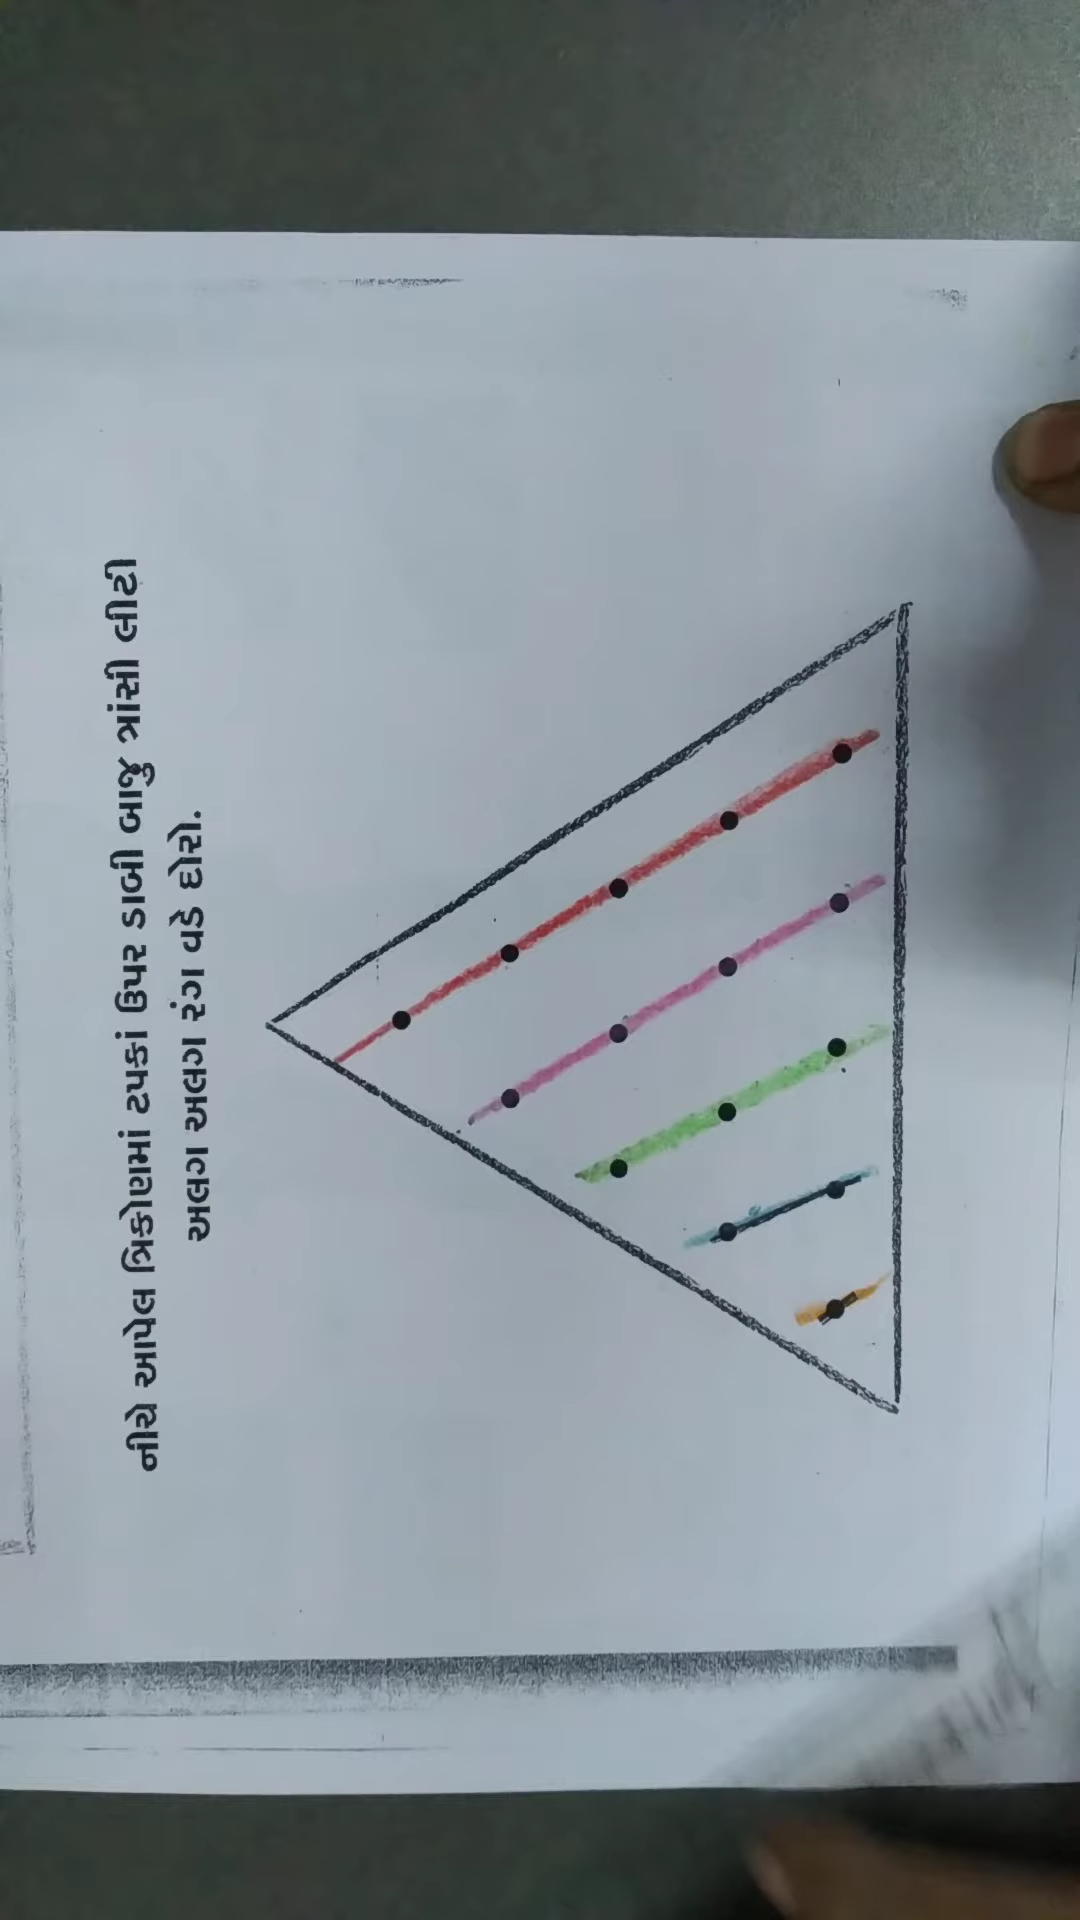 નીચે આપેલ ત્રિકોણમાં ટપકાં ઉપર ડાબી બાજુ ત્રાંસી લીટી
અલગ અલગ રંગ વડે દોરો.